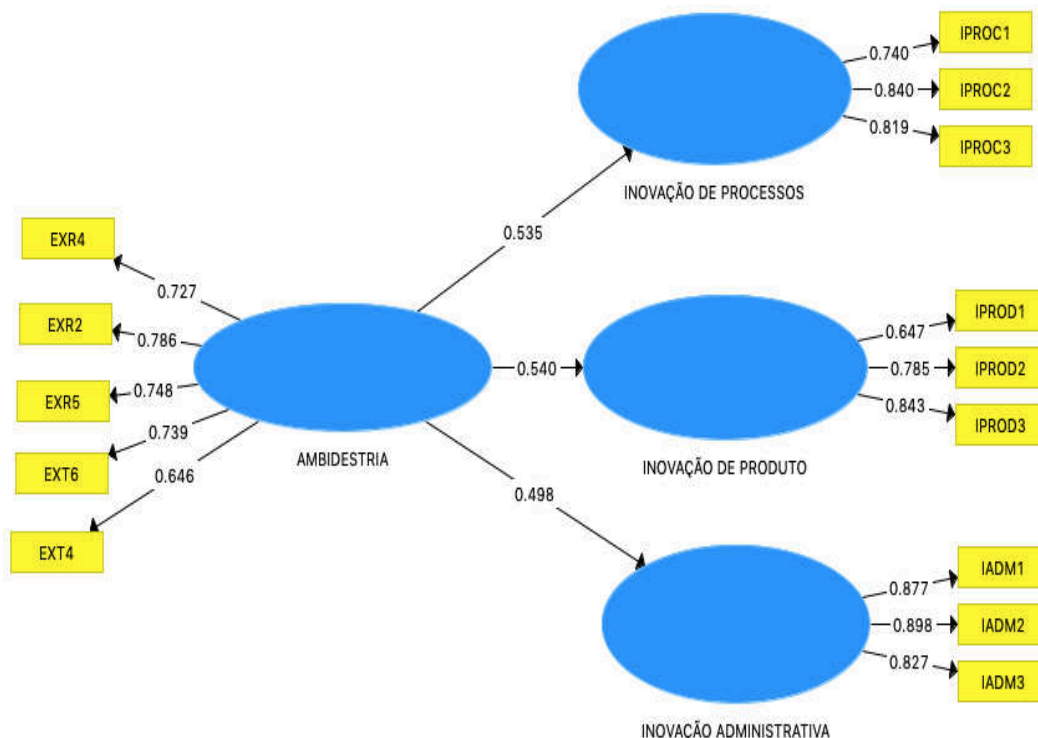 IPROC1
0.740
IPROC2
0.840
0.819
IPROC3
INOVAÇÃO DE PROCESSOS
EXR4
0.535
0.727
EXR2
0.786
IPROD1
0.647
0.540
0.785
IPROD2
EXR5
0.748
0.843
IPROD3
0.739
EXT6
AMBIDESTRIA
INOVAÇÃO DE PRODUTO
0.646
0.498
EXT4
IADM1
0.877
0.898
IADM2
0.827
IADM3
INOVAÇÃO ADMINISTRATIVA